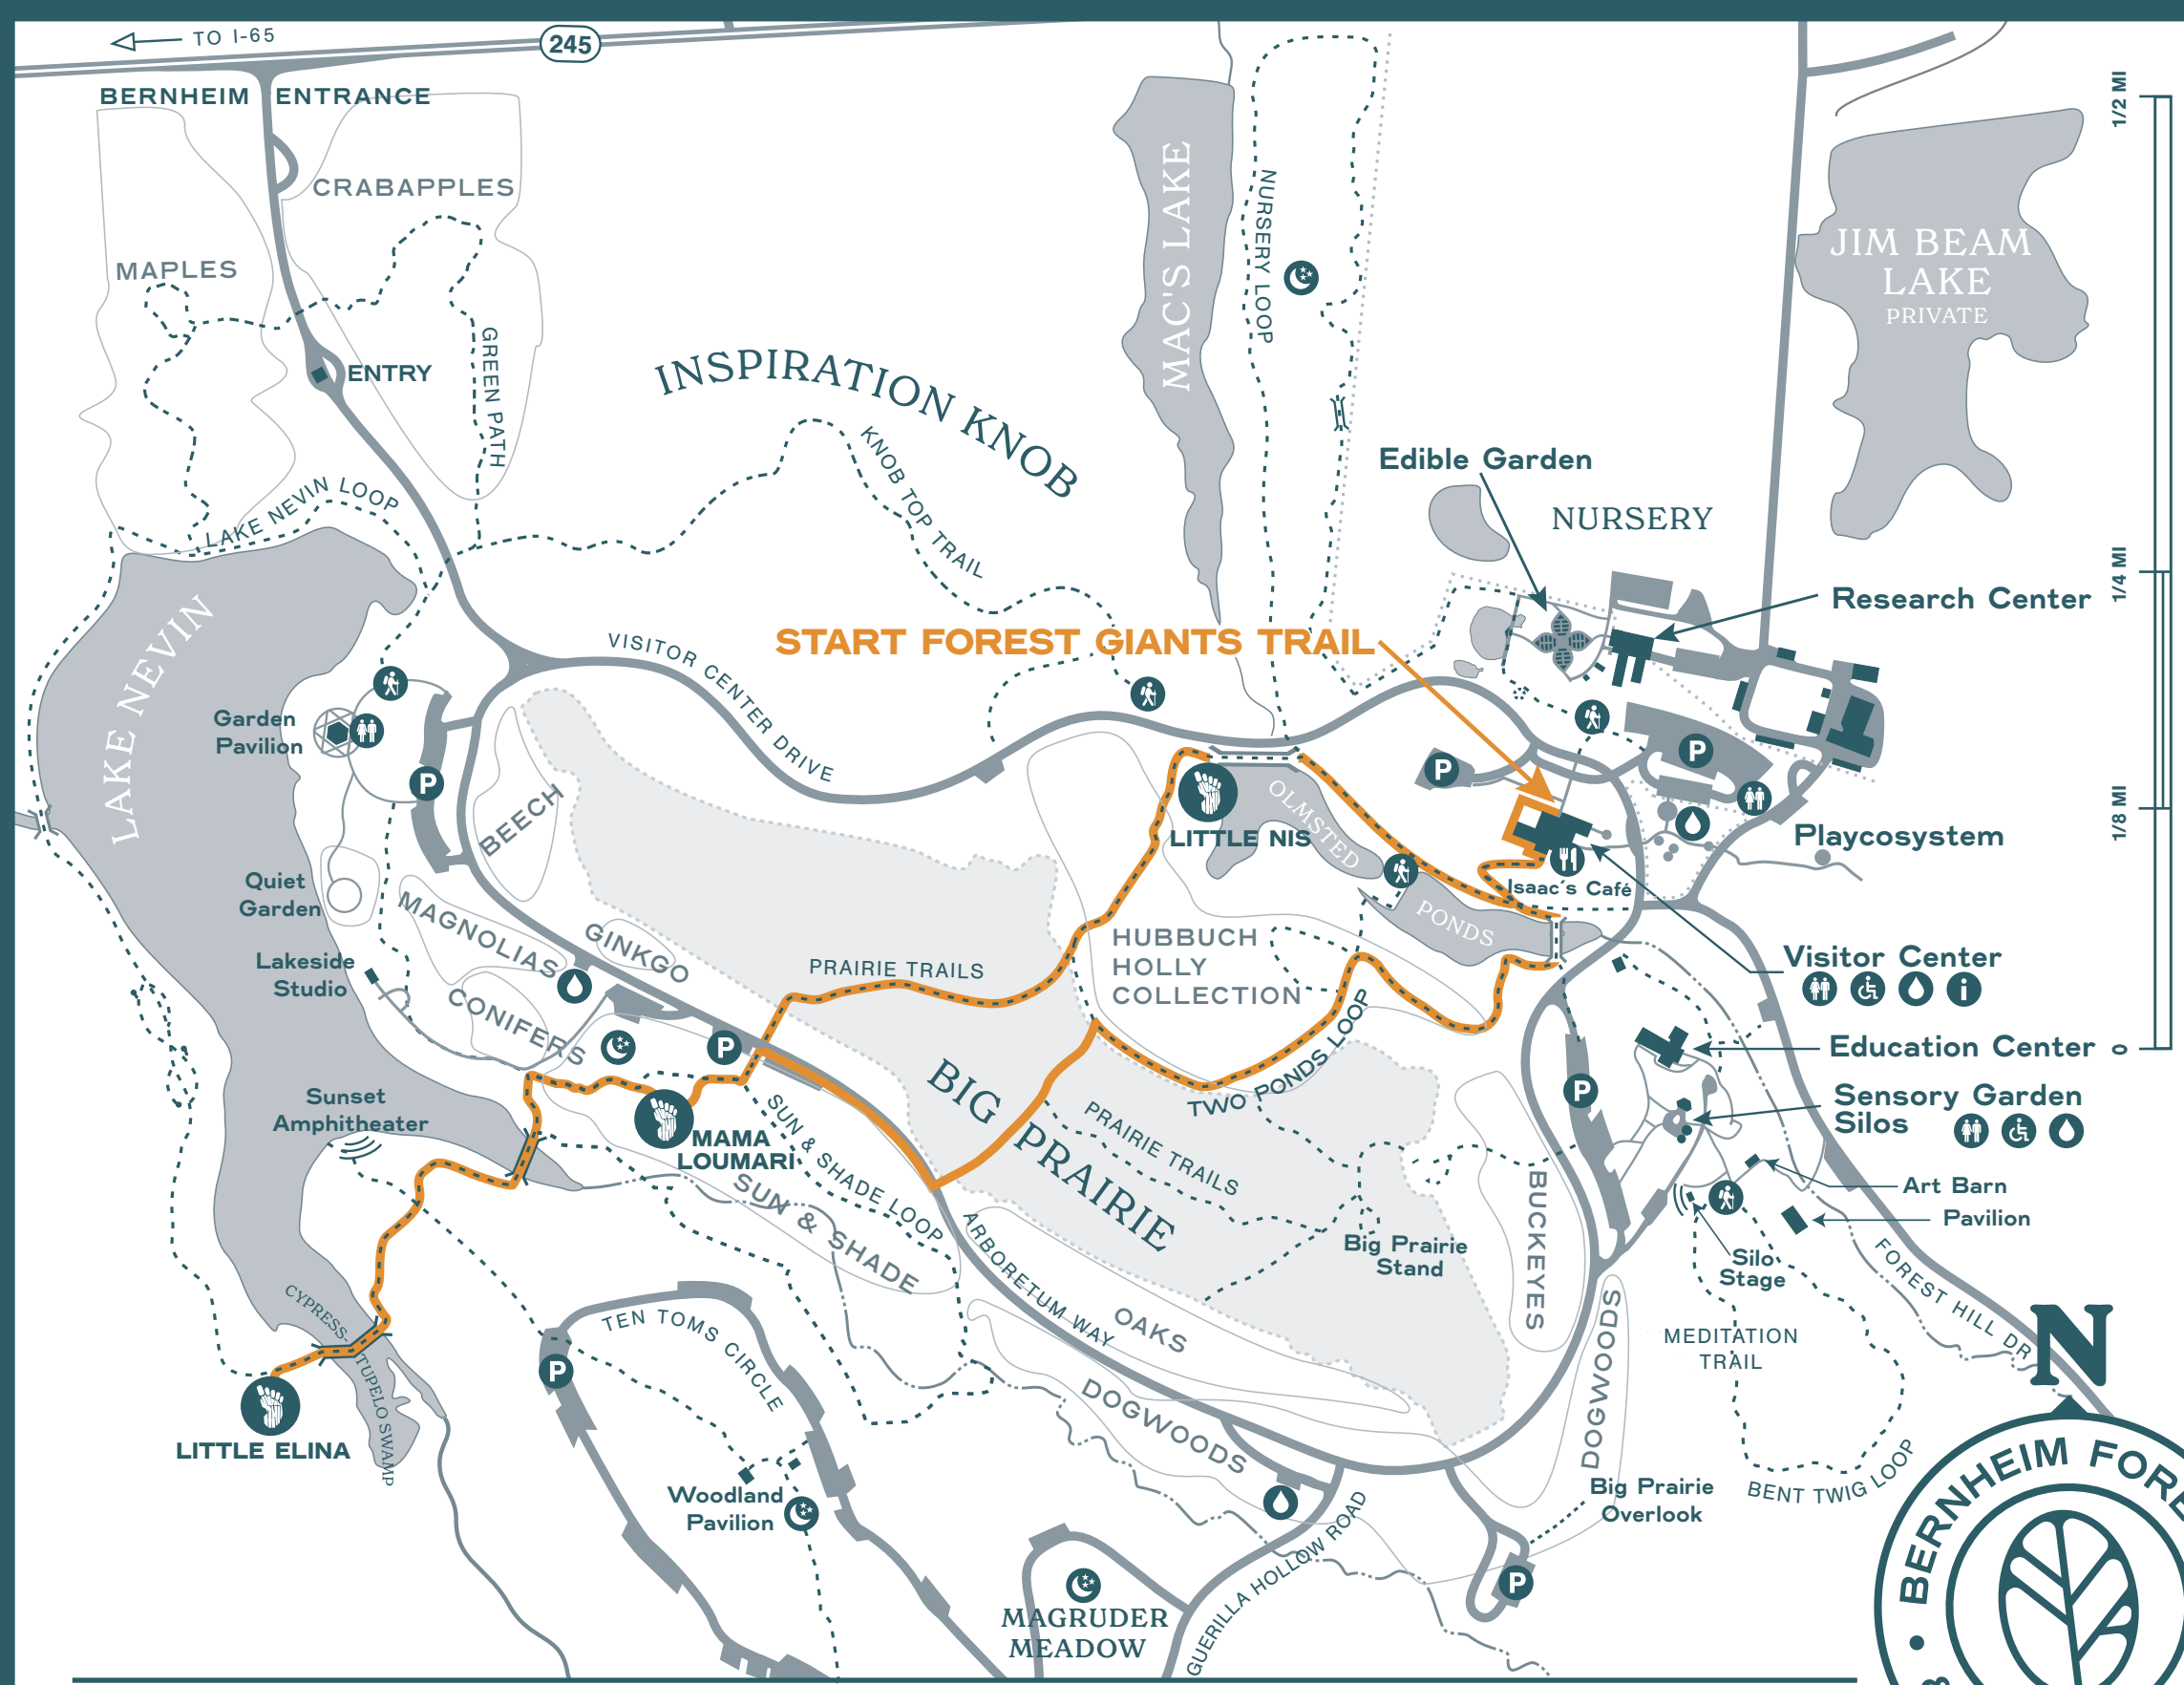 TO I-65
245
BERNHEIM ENTRANCE
CRABAPPLES
MAPLES
ENTRY
GREEN PATH
LAKE NEVIN LOOP
INSPIRATION KNOB
KNOB TOP TRAIL
MAC'S LAKE
NURSERY LOOP
JIM BEAM
LAKE
PRIVATE
1/2 MI
1/4 MI
1/8 MI
0
Edible Garden
NURSERY
Research Center
START FOREST GIANTS TRAIL
VISITOR CENTER DRIVE
LAKE NEVIN
Garden
Pavilion
P
BEECH
P
P
LITTLE NIS
OLMSTED
PONDS
Isaac's Café
Playcosystem
Quiet
Garden
MAGNOLIAS
GINKGO
Lakeside
Studio
CONIFERS
P
PRAIRIE TRAILS
HUBBUCH
HOLLY
COLLECTION
Visitor Center
i
Education Center
Sensory Garden
Silos
P
Sunset
Amphitheater
MAMA
LOUMARI
SUN & SHADE LOOP
SUN & SHADE
BIG PRAIRIE
PRAIRIE TRAILS
TWO PONDS LOOP
Art Barn
Pavilion
Silo
Stage
Big Prairie
Stand
BUCKEYES
ARBORETUM WAY
OAKS
DOGWOODS
DOGWOODS
MEDITATION
TRAIL
FOREST HILL DR
BENT TWIG LOOP
CYPRESS-
TUPELO SWAMP
LITTLE ELINA
TEN TOMS CIRCLE
P
Woodland
Pavilion
MAGRUDER
MEADOW
GUERILLA HOLLOW ROAD
Big Prairie
Overlook
P
N
BERNHEIM FORE